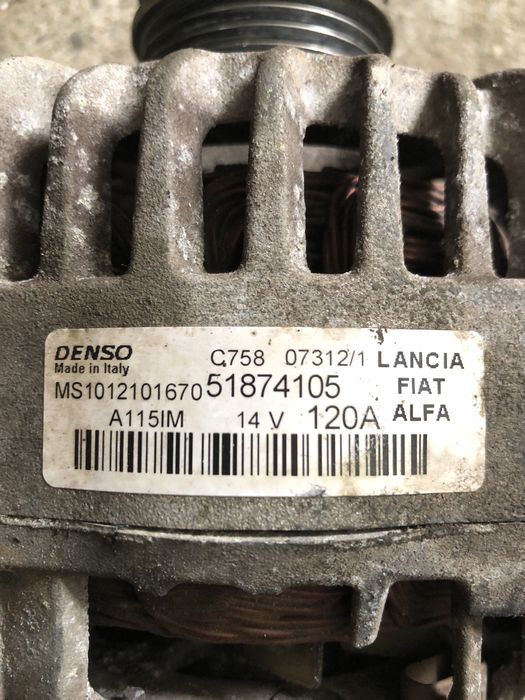 DENSO C758 07312/1 LANCIA
Made in Italy
MS1012101670 51874105 FIAT
A115IM 14 V 120A ALFA